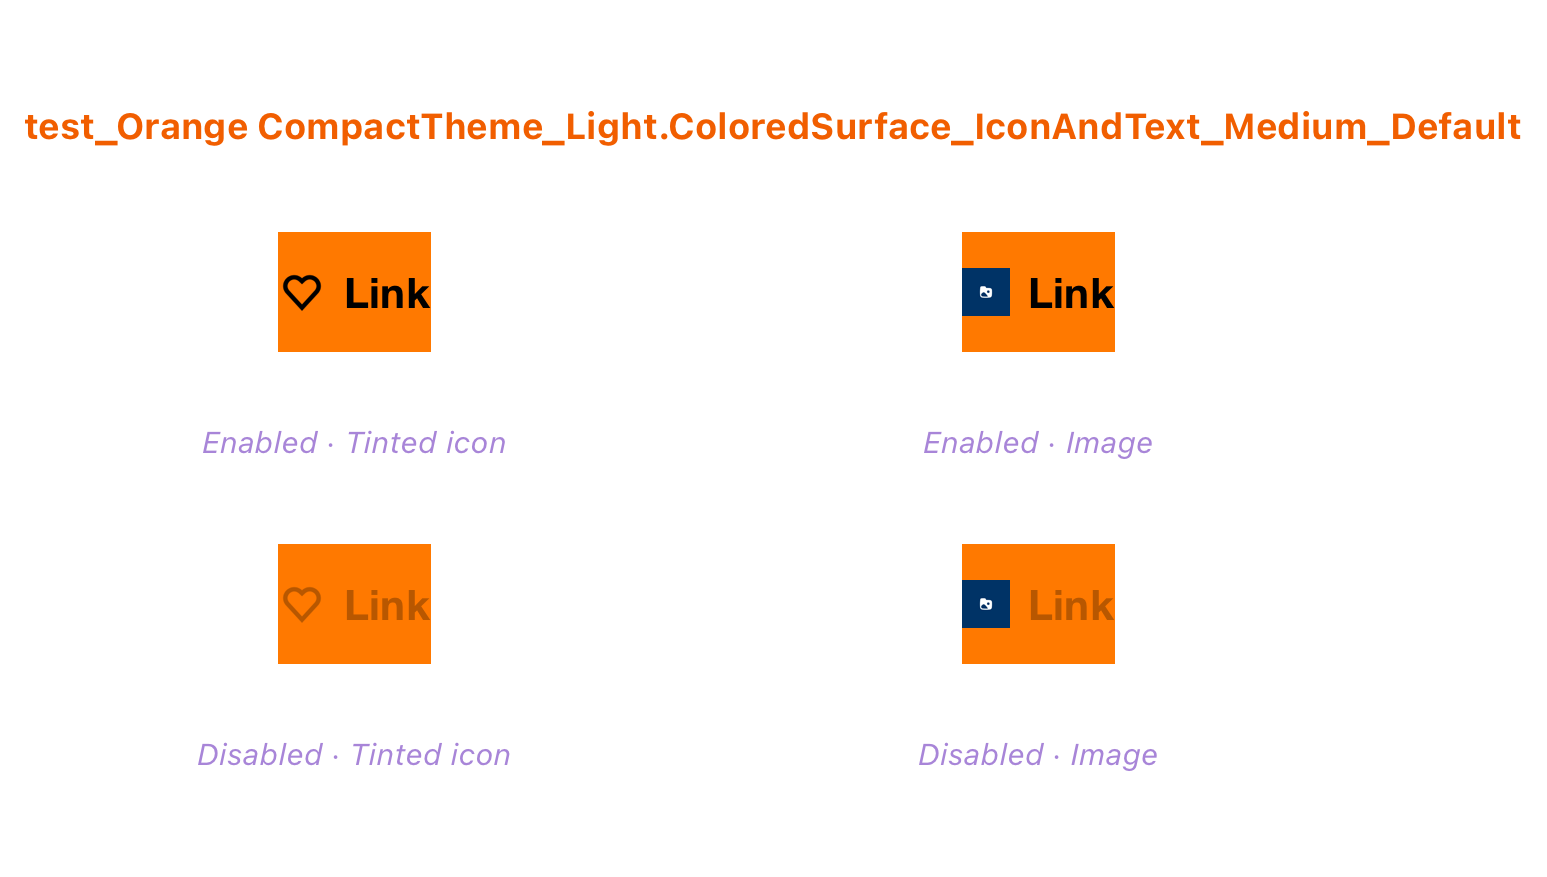 test_Orange CompactTheme_Light.ColoredSurface_IconAndText_Medium_Default
Link
Link
Enabled · Tinted icon
Enabled · Image
Link
Link
Disabled · Tinted icon
Disabled · Image